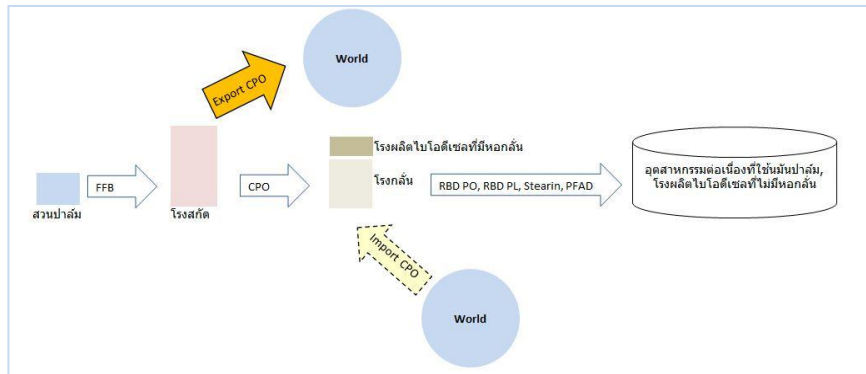 World
Export CPO
โรงผลิตไบโอดีเซลที่มีหอกลั่น
อุตสาหกรรมต่อเนื่องที่ใช้นมันปาล์ม,
โรงผลิตไบโอดีเซลที่ไม่มีหอกลั่น
FFB
CPO
โรงกลั่น
RBD PO, RBD PL, Stearin, PFAD
สวนปาล์ม
โรงสกัด
Import CPO
World